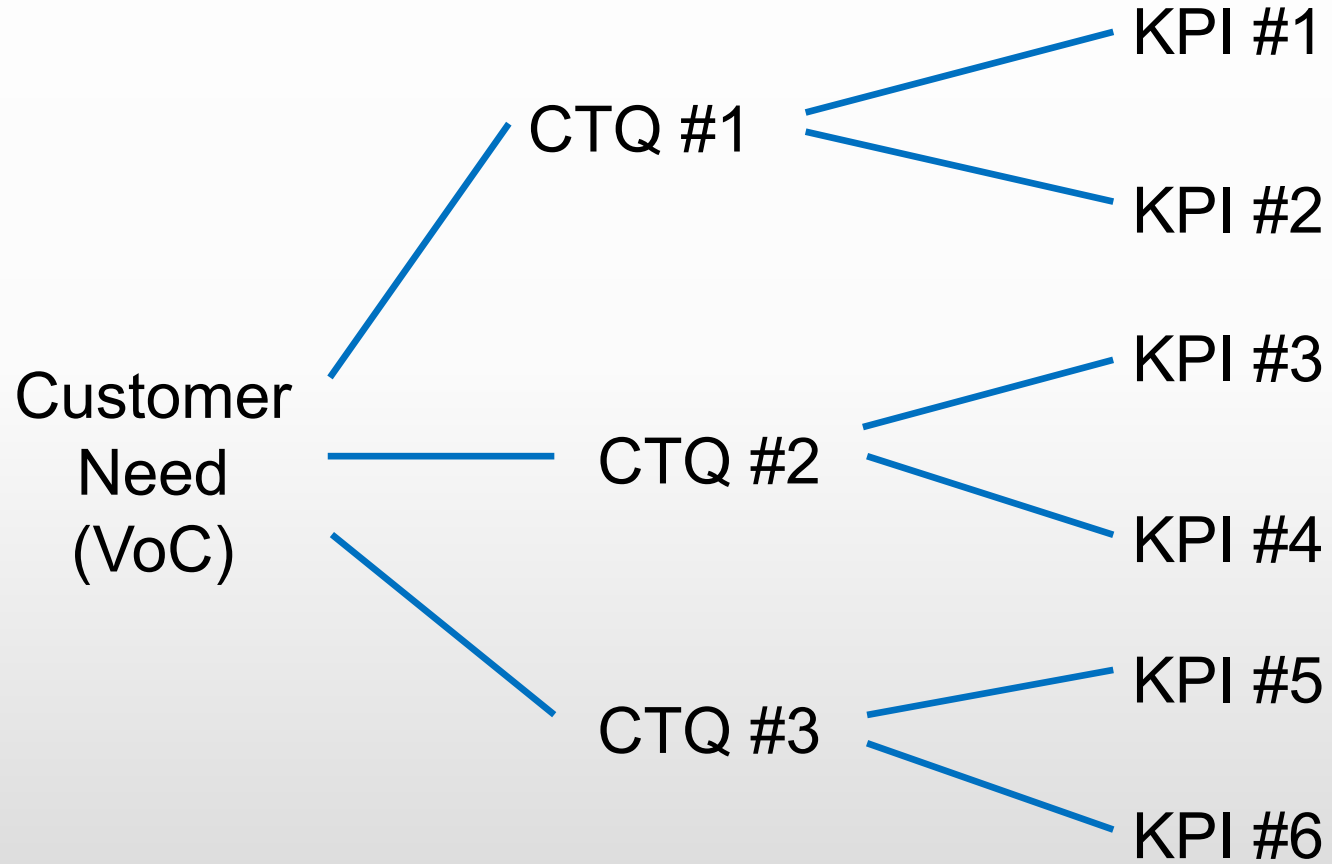 Customer
Need
(VoC)
CTQ #1
KPI #1
KPI #2
CTQ #2
KPI #3
KPI #4
CTQ #3
KPI #5
KPI #6